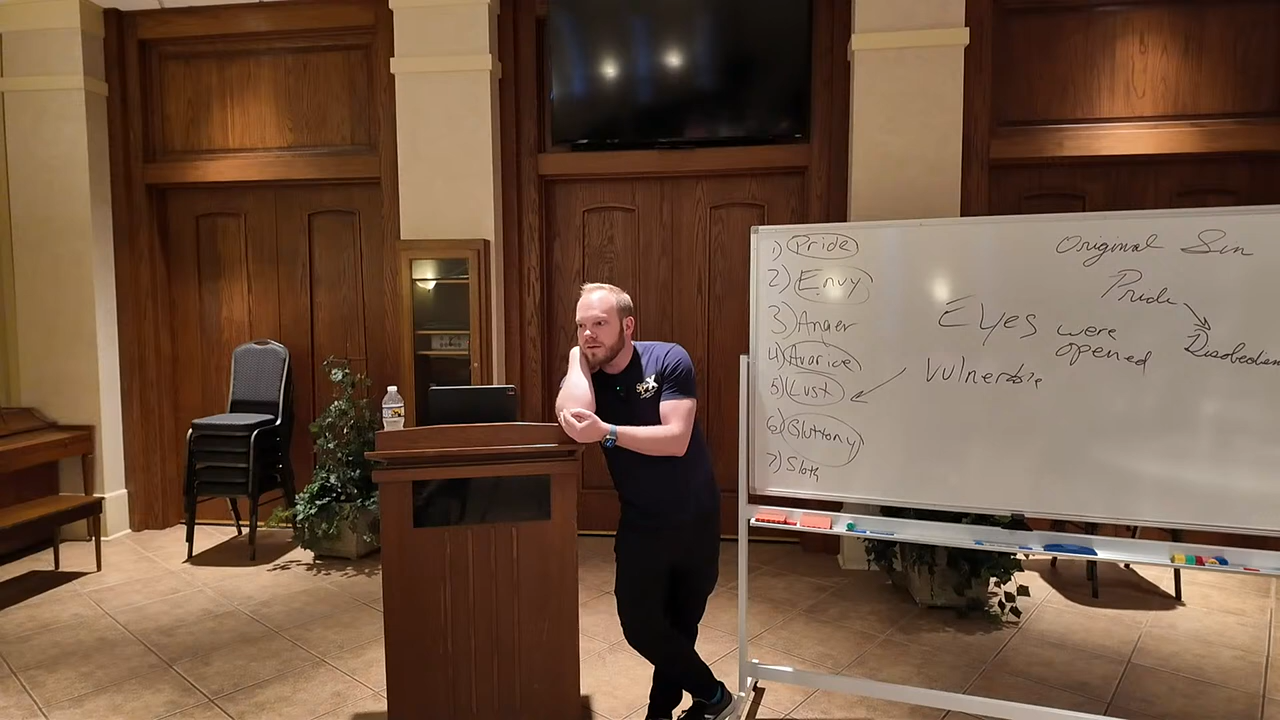 1) Pride
2) Envy
3) Anger
4) Avarice
5) Lust
6) Gluttony
7) Sloth
Original Sin
Pride
Disobedien
Eyes were
opened
Vulnerable